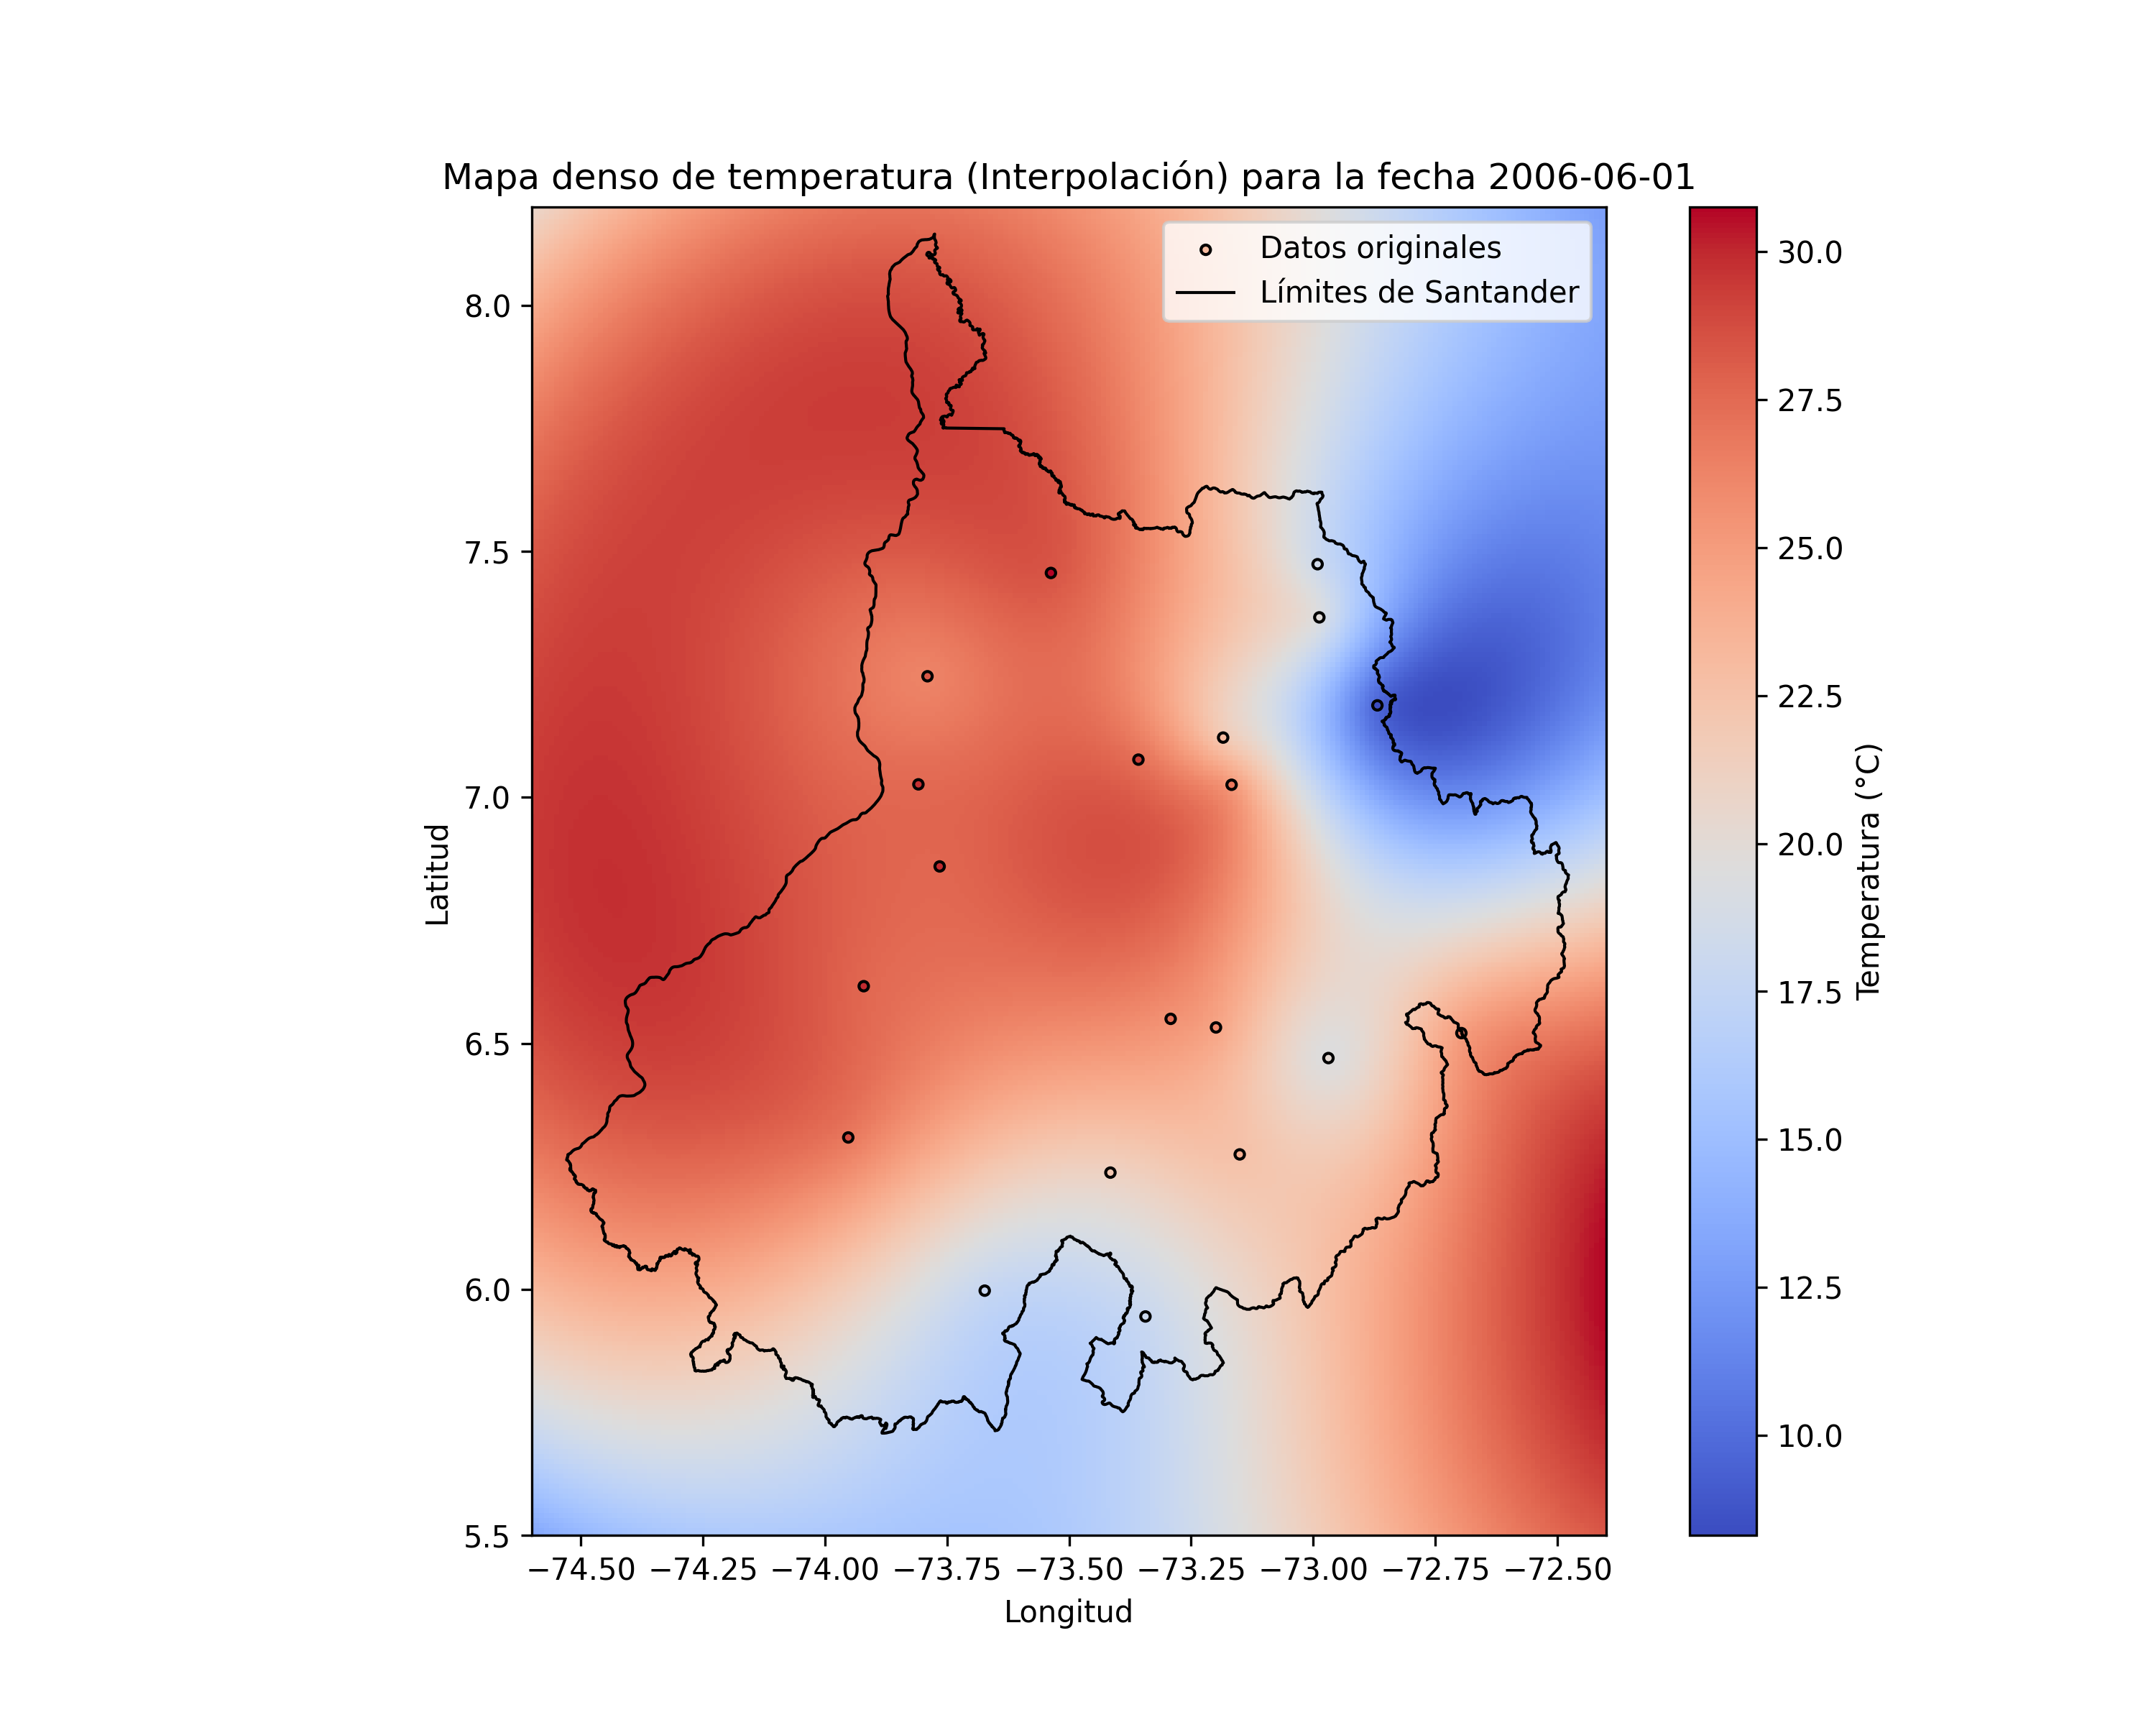 Mapa denso de temperatura (Interpolación) para la fecha 2006-06-01
Datos originales
Límites de Santander
8.0
7.5
7.0
6.5
6.0
5.5
Latitud
−74.50 −74.25 −74.00 −73.75 −73.50 −73.25 −73.00 −72.75 −72.50
Longitud
30.0
27.5
25.0
22.5
20.0
17.5
15.0
12.5
10.0
Temperatura (°C)